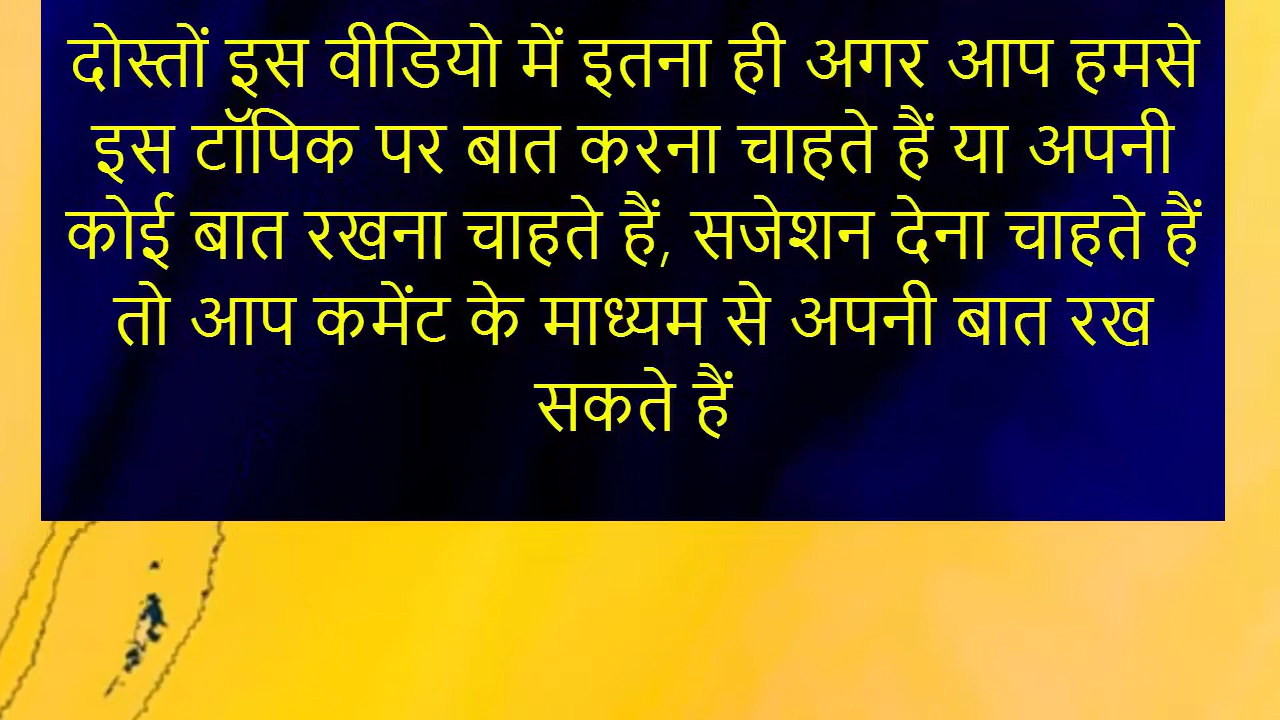 दोस्तों इस वीडियो में इतना ही अगर आप हमसे
इस टॉपिक पर बात करना चाहते हैं या अपनी
कोई बात रखना चाहते हैं, सजेशन देना चाहते हैं
तो आप कमेंट के माध्यम से अपनी बात रख
सकते हैं